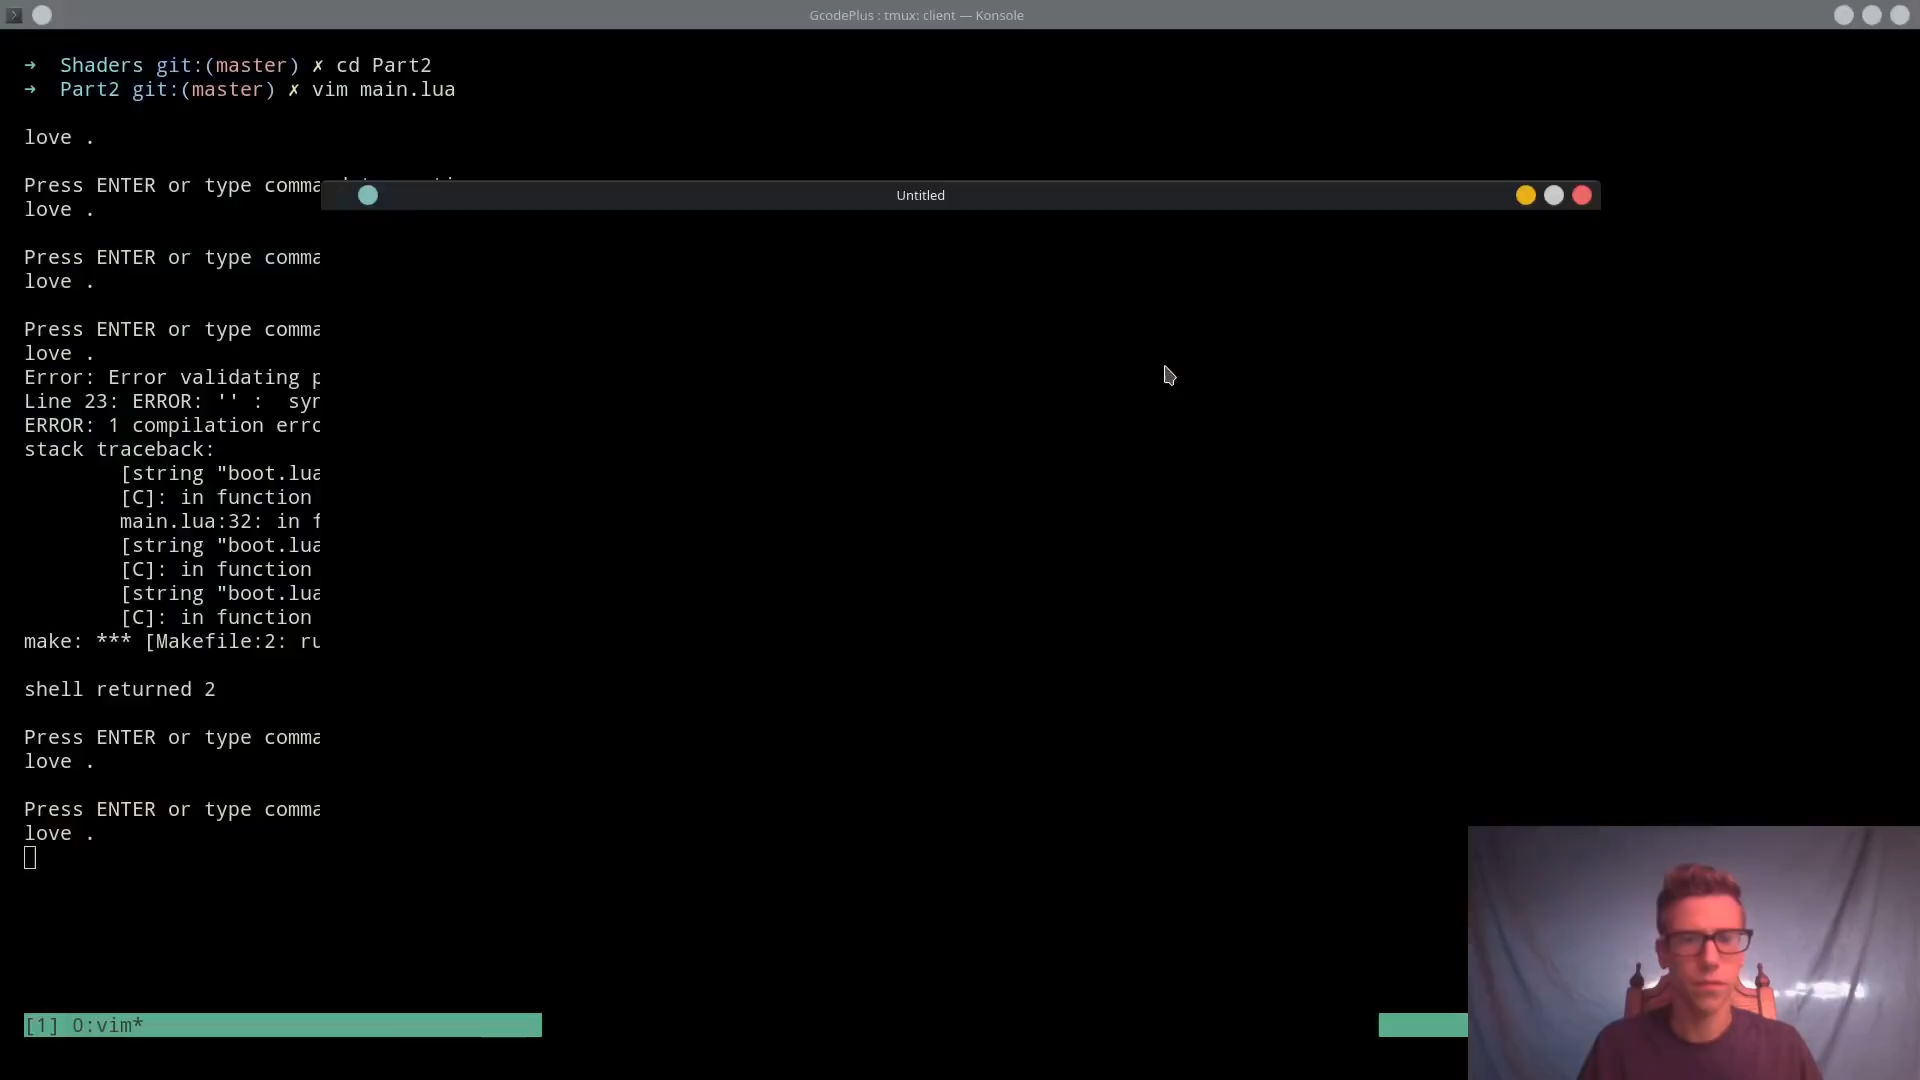 GcodePlus : tmux: client — Konsole
→ Shaders git:(master) ✗ cd Part2
→ Part2 git:(master) ✗ vim main.lua
love .
Press ENTER or type comma
Untitled
love .
Press ENTER or type comma
love .
Press ENTER or type comma
love .
Error: Error validating p
Line 23: ERROR: '' : syn
ERROR: 1 compilation erro
stack traceback:
[string "boot.lua
[C]: in function
main.lua:32: in f
[string "boot.lua
[C]: in function
[string "boot.lua
[C]: in function
make: *** [Makefile:2: ru
shell returned 2
Press ENTER or type comma
love .
Press ENTER or type comma
love .
[1] 0:vim*